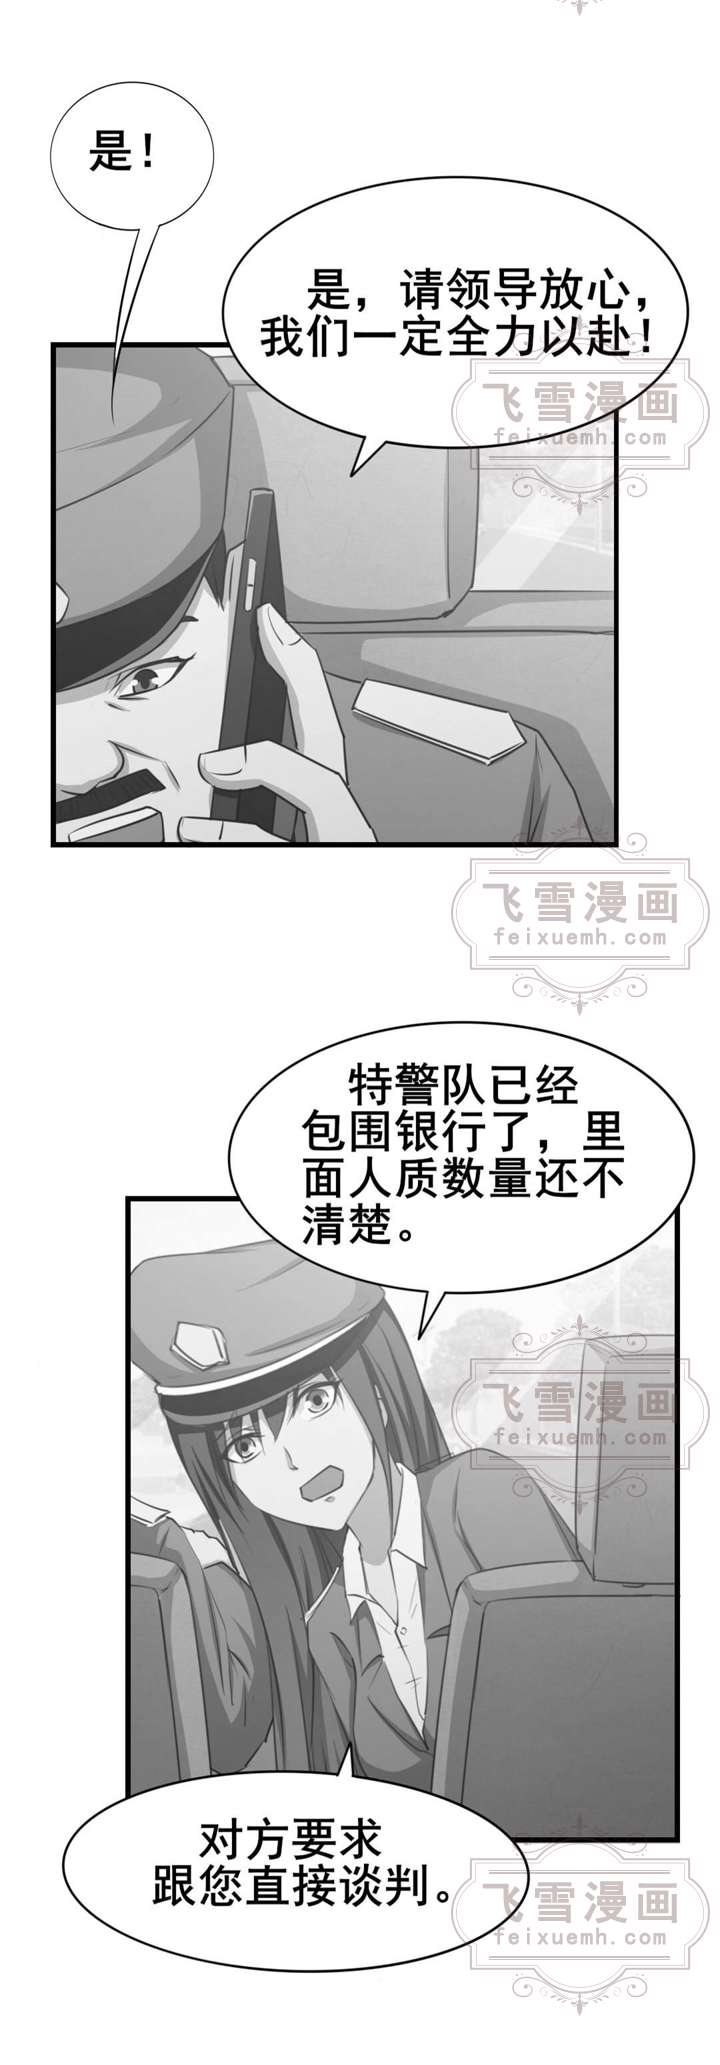 是！
是，请领导放心，
我们一定全力以赴！
飞雪漫画
feixuemh.com
飞雪漫画
feixuemh.com
特警队已经
包围银行了，里
面人质数量还不
清楚。
飞雪漫画
feixuemh.com
对方要求
跟您直接谈判。
飞雪漫画
feixuemh.com